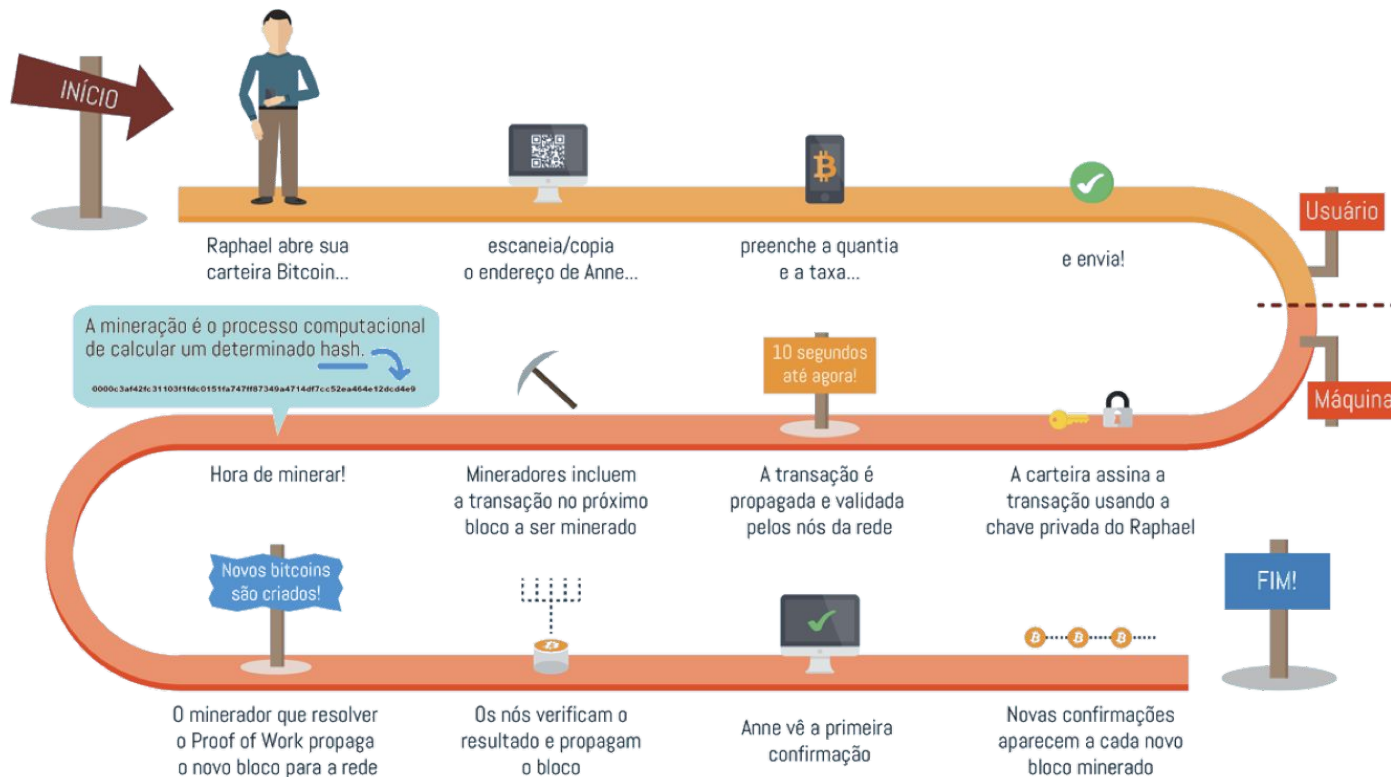 INÍCIO
Raphael abre sua
carteira Bitcoin...
escaneia/copia
o endereço de Anne...
preenche a quantia
e a taxa...
e envia!
Usuário
Máquina
A carteira assina a
transação usando a
chave privada do Raphael
10 segundos
até agora!
A transação é
propagada e validada
pelos nós da rede
Mineradores incluem
a transação no próximo
bloco a ser minerado
A mineração é o processo computacional
de calcular um determinado hash.
0000c3af42fc31103f1fdc0151fa747ff87349a4714df7cc52ea464e12dcd4e9
Hora de minerar!
Novos bitcoins
são criados!
O minerador que resolver
o Proof of Work propaga
o novo bloco para a rede
Os nós verificam o
resultado e propagam
o bloco
Anne vê a primeira
confirmação
Novas confirmações
aparecem a cada novo
bloco minerado
FIM!